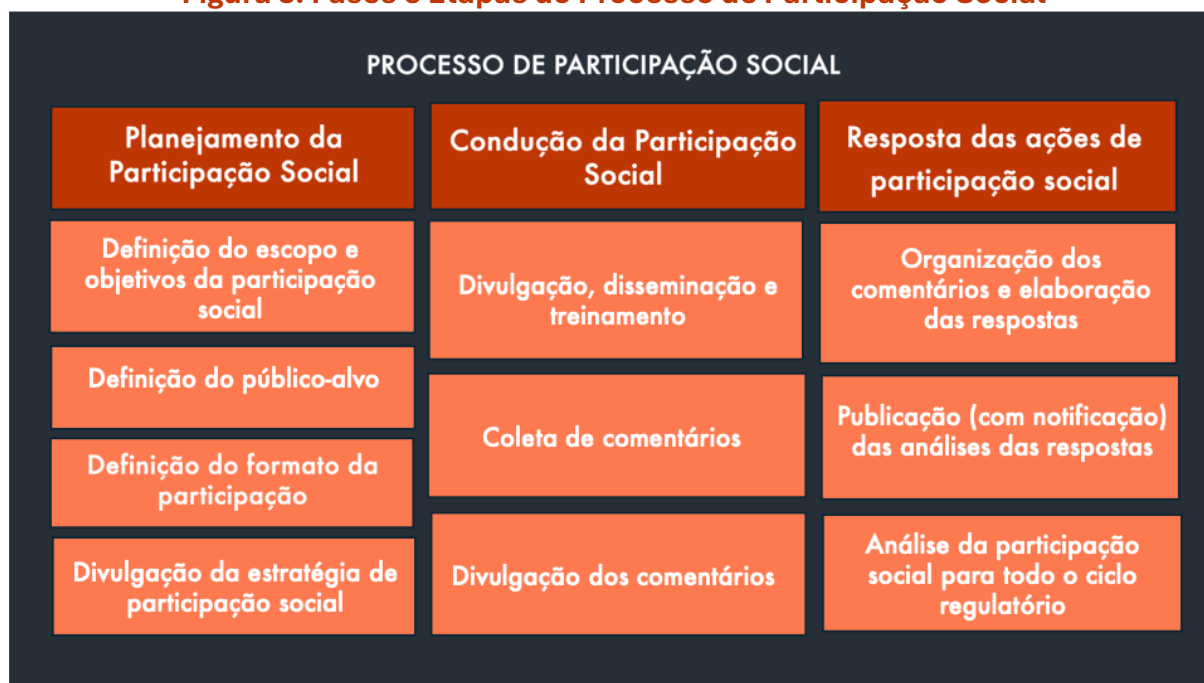 PROCESSO DE PARTICIPAÇÃO SOCIAL
Planejamento da
Participação Social
Definição do escopo e
objetivos da participação
social
Definição do público-alvo
Definição do formato da
participação
Divulgação da estratégia de
participação social
Condução da Participação
Social
Divulgação, disseminação e
treinamento
Coleta de comentários
Divulgação dos comentários
Resposta das ações de
participação social
Organização dos
comentários e elaboração
das respostas
Publicação (com notificação)
das análises das respostas
Análise da participação
social para todo o ciclo
regulatório